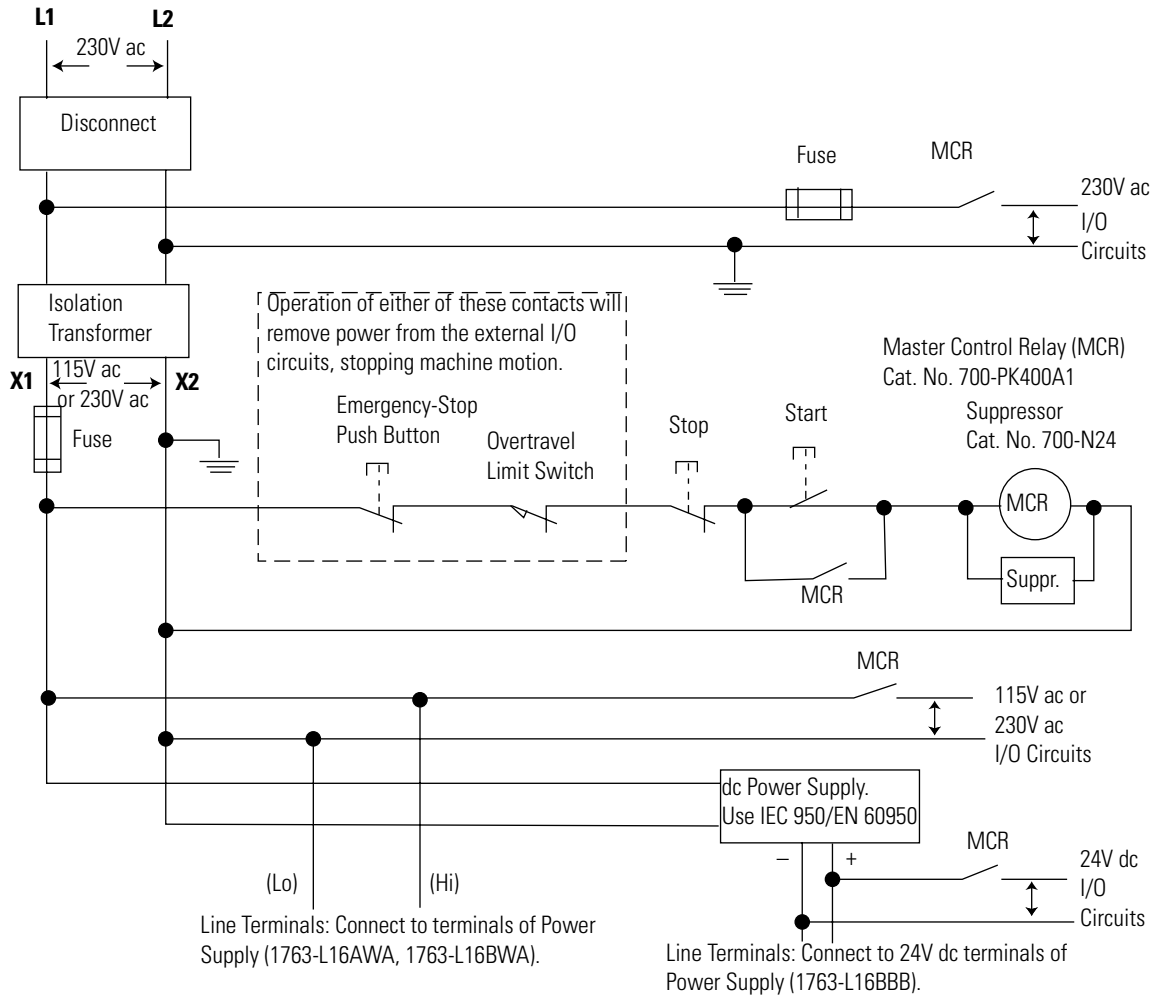 L1
L2
230V ac
Disconnect
Fuse
MCR
230V ac
I/O
Circuits
Isolation
Transformer
Operation of either of these contacts will
remove power from the external I/O
circuits, stopping machine motion.
X1
115V ac
or 230V ac
X2
Fuse
Emergency-Stop
Push Button
Overtravel
Limit Switch
Stop
Start
Master Control Relay (MCR)
Cat. No. 700-PK400A1
Suppressor
Cat. No. 700-N24
MCR
Suppr.
MCR
MCR
115V ac or
230V ac
I/O Circuits
dc Power Supply.
Use IEC 950/EN 60950
– +
MCR
24V dc
I/O
Circuits
(Lo)
(Hi)
Line Terminals: Connect to terminals of Power
Supply (1763-L16AWA, 1763-L16BWA).
Line Terminals: Connect to 24V dc terminals of
Power Supply (1763-L16BBB).